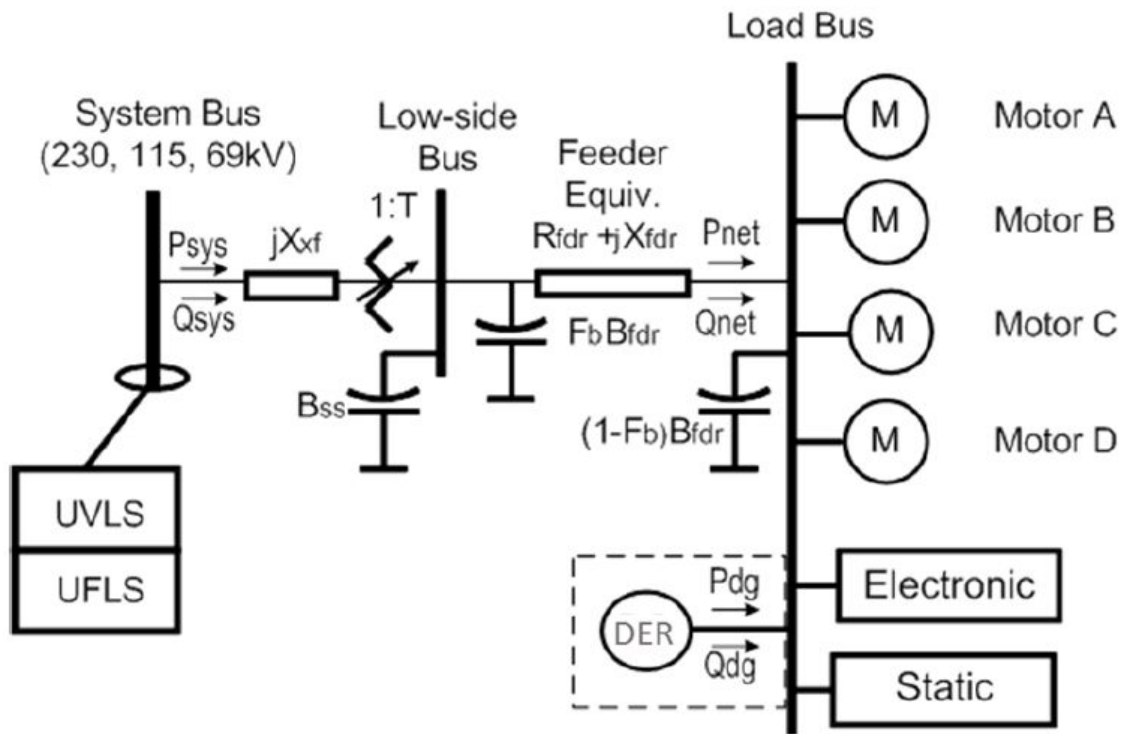 Load Bus
System Bus
(230, 115, 69kV)
Low-side
Bus
Feeder
Equiv.
Rfdr +jXfdr
1:T
jXxf
Psys
Qsys
Pnet
Qnet
FbBfdr
Bss
(1-Fb)Bfdr
M
Motor A
M
Motor B
M
Motor C
M
Motor D
UVLS
UFLS
DER
Pdg
Qdg
Electronic
Static